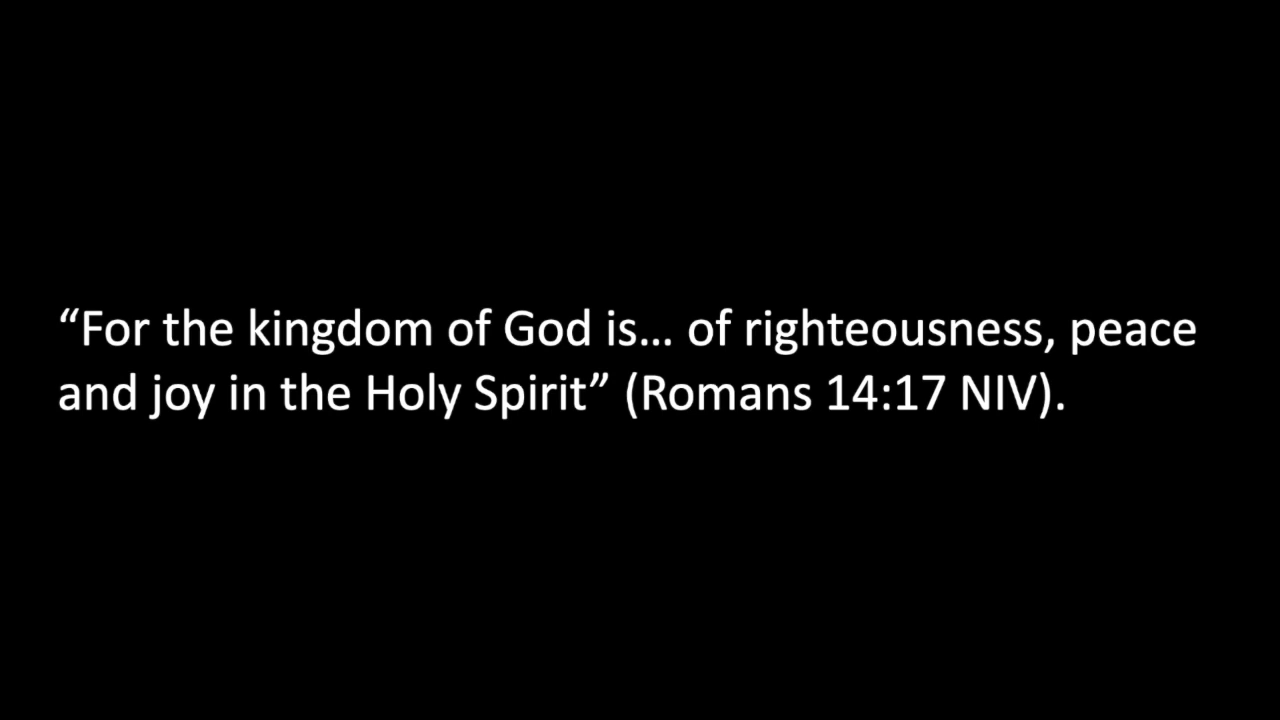 “For the kingdom of God is… of righteousness, peace
and joy in the Holy Spirit” (Romans 14:17 NIV).